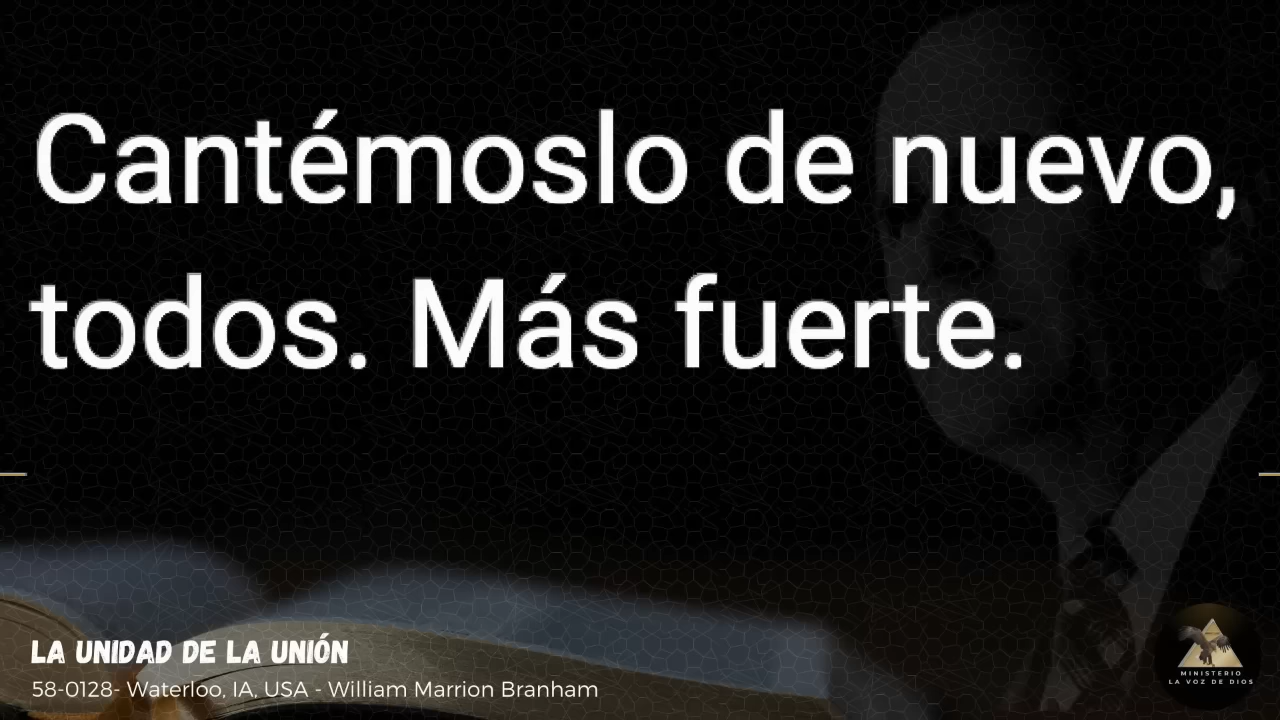 Cantémoslo de nuevo,
todos. Más fuerte.
LA UNIDAD DE LA UNIÓN
58-0128- Waterloo, IA, USA - William Marrion Branham
MINISTERIO
LA VOZ DE DIOS